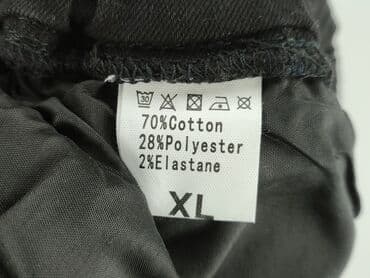 30
70%Cotton
28%Polyester
2%Elastane
XL